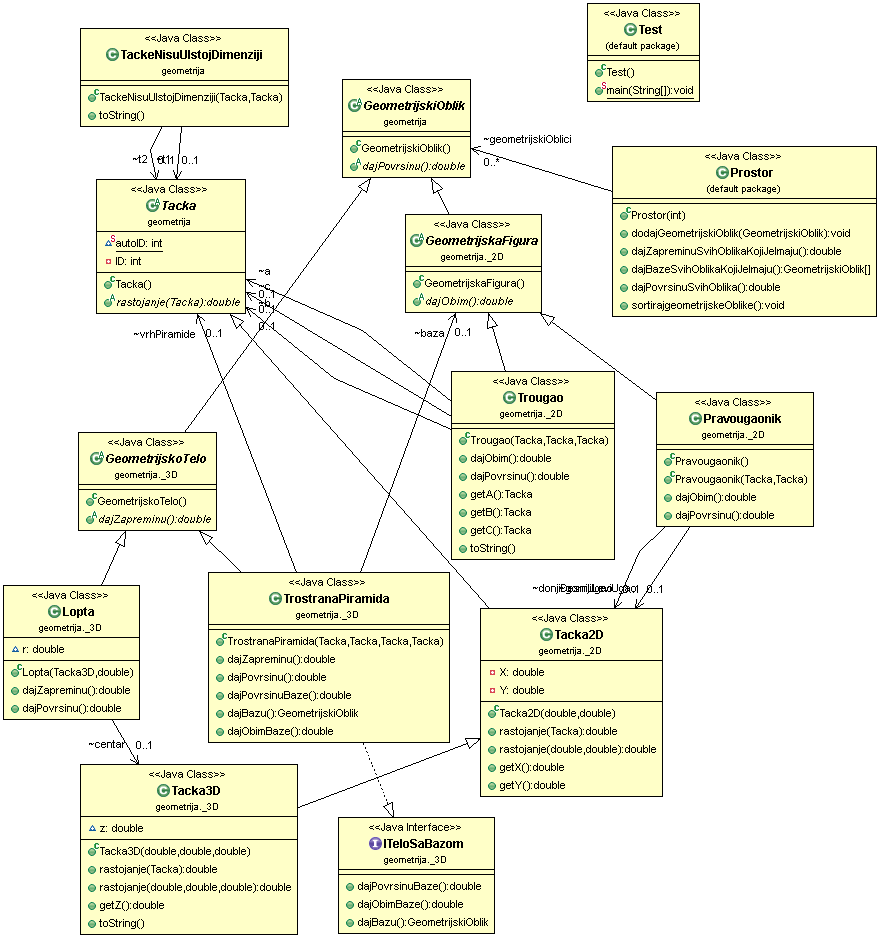 <<Java Class>>
TackeNisuUIstojDimenziji
geometrija
TackeNisuUIstojDimenziji(Tacka,Tacka)
toString()
<<Java Class>>
GeometrijskiOblik
geometrija
GeometrijskiOblik()
dajPovrsinu():double
<<Java Class>>
Test
(default package)
Test()
main(String[]):void
~geometrijskiOblici
0..*
<<Java Class>>
Prostor
(default package)
Prostor(int)
dodajGeometrijskiOblik(GeometrijskiOblik):void
dajZapreminuSvihOblikaKojiJeImaju():double
dajBazeSvihOblikaKojiJeImaju():GeometrijskiOblik[]
dajPovrsinuSvihOblika():double
sortirajgeometrijskeOblike():void
~t2
0..1
<<Java Class>>
Tacka
geometrija
autoID: int
ID: int
Tacka()
rastojanje(Tacka):double
<<Java Class>>
GeometrijskaFigura
geometrija._2D
GeometrijskaFigura()
dajObim():double
~a
~c
0..1
~b
0..1
0..1
~vrhPiramide
0..1
~baza
0..1
<<Java Class>>
Trougao
geometrija._2D
Trougao(Tacka,Tacka,Tacka)
dajObim():double
dajPovrsinu():double
getA():Tacka
getB():Tacka
getC():Tacka
toString()
<<Java Class>>
Pravougaonik
geometrija._2D
Pravougaonik()
Pravougaonik(Tacka,Tacka)
dajObim():double
dajPovrsinu():double
<<Java Class>>
GeometrijskoTelo
geometrija._3D
GeometrijskoTelo()
dajZapreminu():double
<<Java Class>>
Lopta
geometrija._3D
r: double
Lopta(Tacka3D,double)
dajZapreminu():double
dajPovrsinu():double
<<Java Class>>
TrostranaPiramida
geometrija._3D
TrostranaPiramida(Tacka,Tacka,Tacka,Tacka)
dajZapreminu():double
dajPovrsinu():double
dajPovrsinuBaze():double
dajBazu():GeometrijskiOblik
dajObimBaze():double
0..1
<<Java Class>>
Tacka2D
geometrija._2D
X: double
Y: double
Tacka2D(double,double)
rastojanje(Tacka):double
rastojanje(double,double):double
getX():double
getY():double
~centar
0..1
<<Java Class>>
Tacka3D
geometrija._3D
z: double
Tacka3D(double,double,double)
rastojanje(Tacka):double
rastojanje(double,double,double):double
getZ():double
toString()
<<Java Interface>>
ITeloSaBazom
geometrija._3D
dajPovrsinuBaze():double
dajObimBaze():double
dajBazu():GeometrijskiOblik